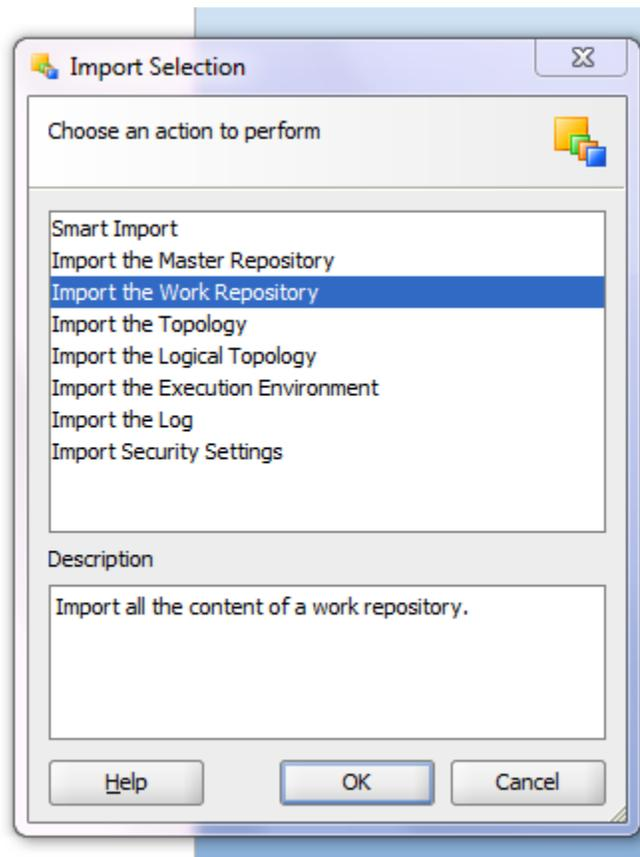 Import Selection
Choose an action to perform
Smart Import
Import the Master Repository
Import the Work Repository
Import the Topology
Import the Logical Topology
Import the Execution Environment
Import the Log
Import Security Settings
Description
Import all the content of a work repository.
Help OK Cancel